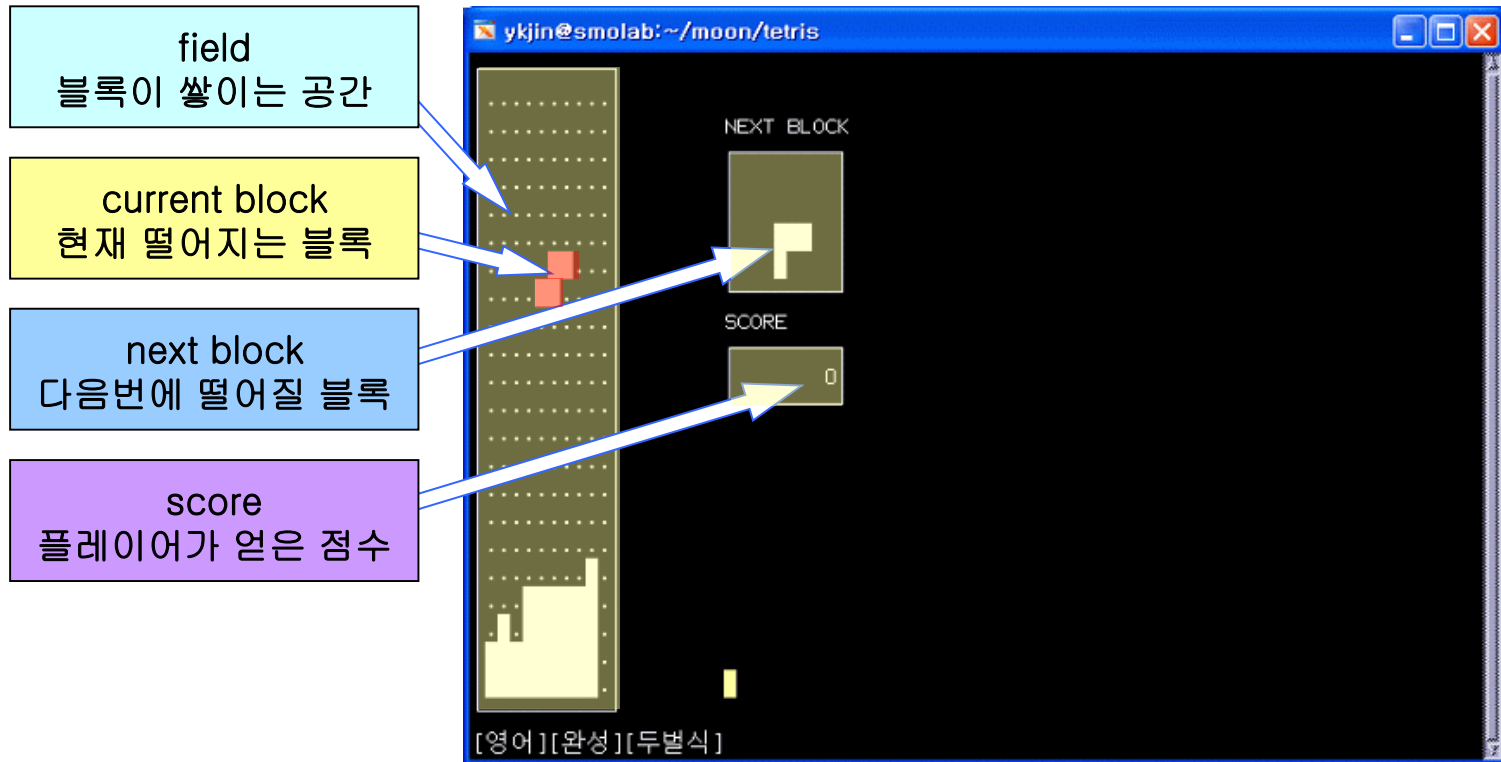 field
블록이 쌓이는 공간
current block
현재 떨어지는 블록
next block
다음번에 떨어질 블록
score
플레이어가 얻은 점수
ykjin@smolab:~/moon/tetris
NEXT BLOCK
SCORE
0
[영어][완성][두벌식]